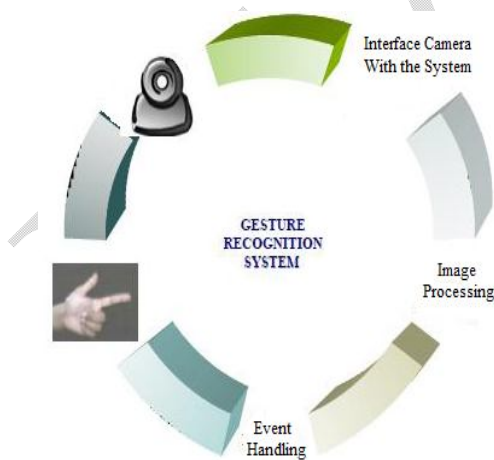 Interface Camera
With the System
GESTURE
RECOGNITION
SYSTEM
Image
Processing
Event
Handling